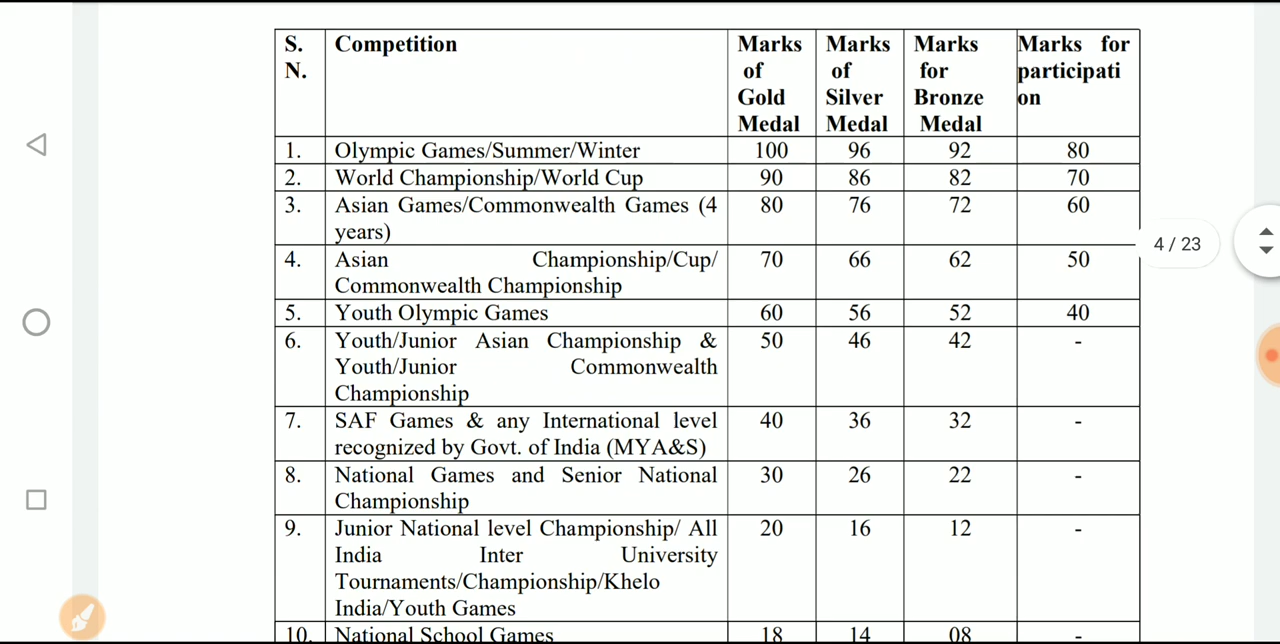 S. Competition Marks Marks Marks Marks for
N. of of for participati
Gold Silver Bronze on
Medal Medal Medal
1. Olympic Games/Summer/Winter 100 96 92 80
2. World Championship/World Cup 90 86 82 70
3. Asian Games/Commonwealth Games (4 80 76 72 60
years)
4. Asian Championship/Cup/ 70 66 62 50
Commonwealth Championship
5. Youth Olympic Games 60 56 52 40
6. Youth/Junior Asian Championship & 50 46 42 -
Youth/Junior Commonwealth
Championship
7. SAF Games & any International level 40 36 32 -
recognized by Govt. of India (MYA&S)
8. National Games and Senior National 30 26 22 -
Championship
9. Junior National level Championship/ All 20 16 12 -
India Inter University
Tournaments/Championship/Khelo
India/Youth Games
10. National School Games 18 14 08 -
4 / 23